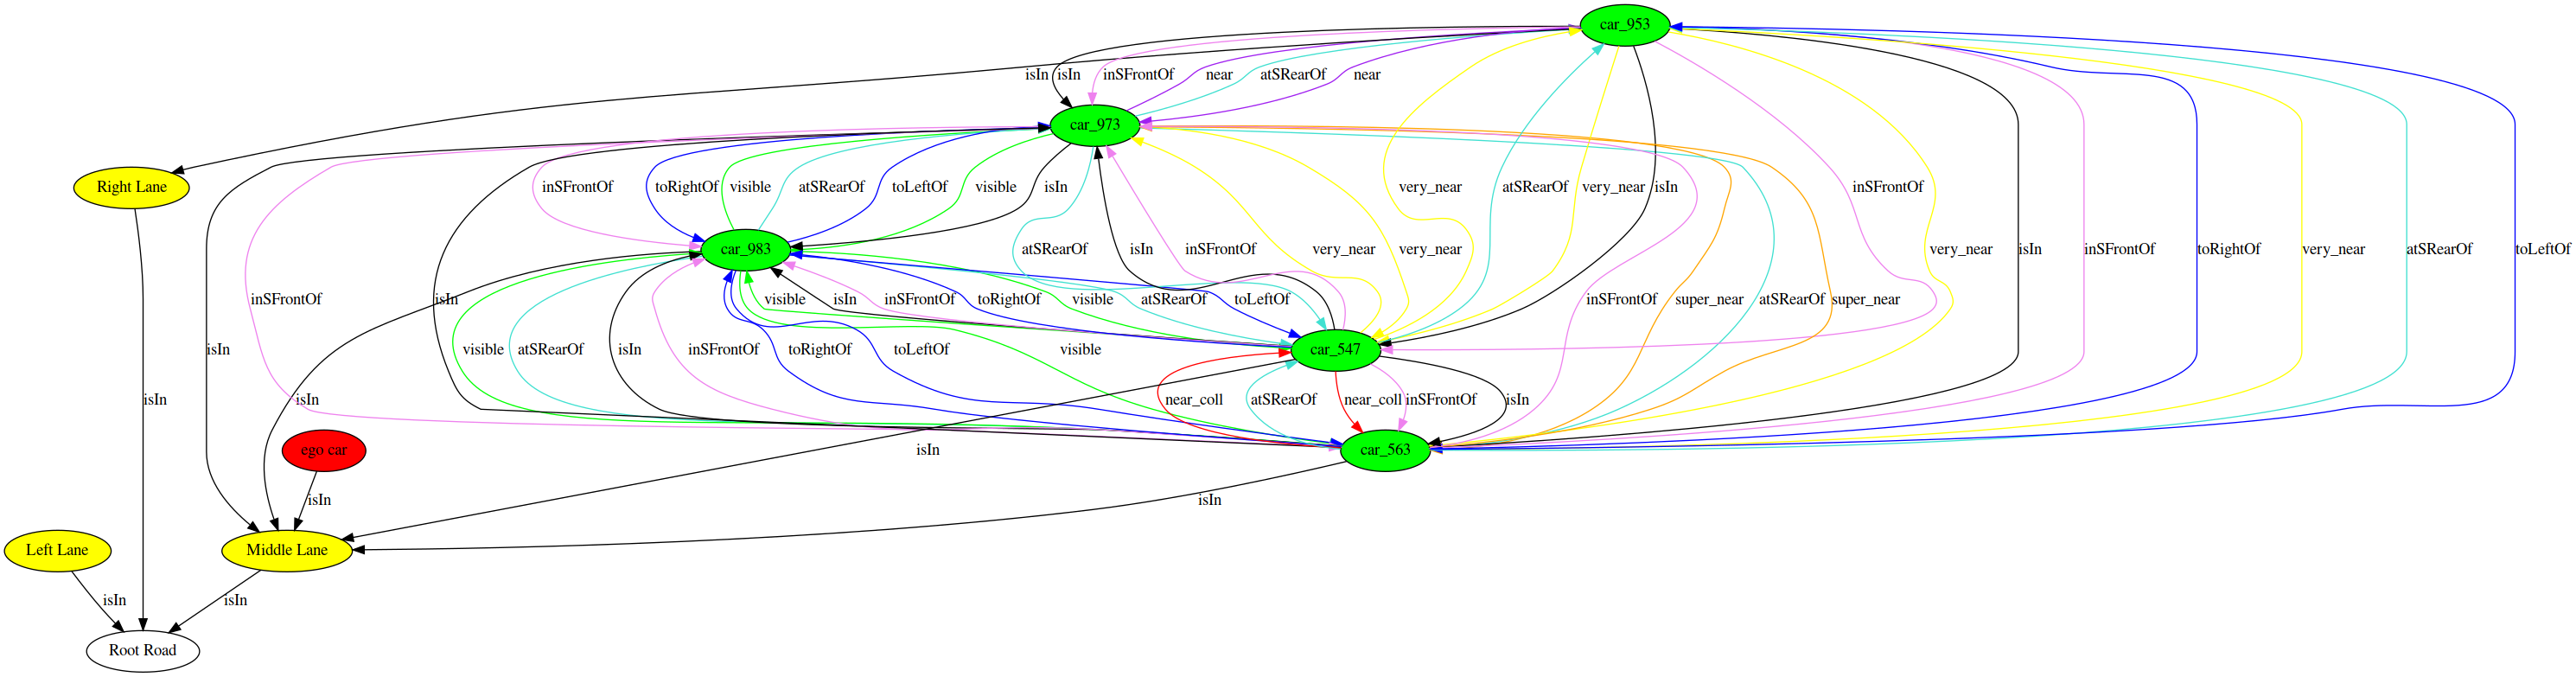 car_953
isIn isIn inSFrontOf near atSRearOf near
car_973
Right Lane inSFrontOf toRightOf visible atSRearOf toLeftOf visible isIn very_near atSRearOf very_near isIn inSFrontOf
car_983 atSRearOf isIn inSFrontOf very_near very_near very_near isIn inSFrontOf toRightOf very_near atSRearOf toLeftOf
inSFrontOf isIn visible isIn inSFrontOf toRightOf visible atSRearOf toLeftOf inSFrontOf super_near atSRearOf super_near
isIn visible atSRearOf isIn inSFrontOf toRightOf toLeftOf visible car_547
isIn isIn near_coll atSRearOf near_coll inSFrontOf isIn
ego car isIn car_563
isIn isIn
Left Lane Middle Lane
isIn isIn
Root Road